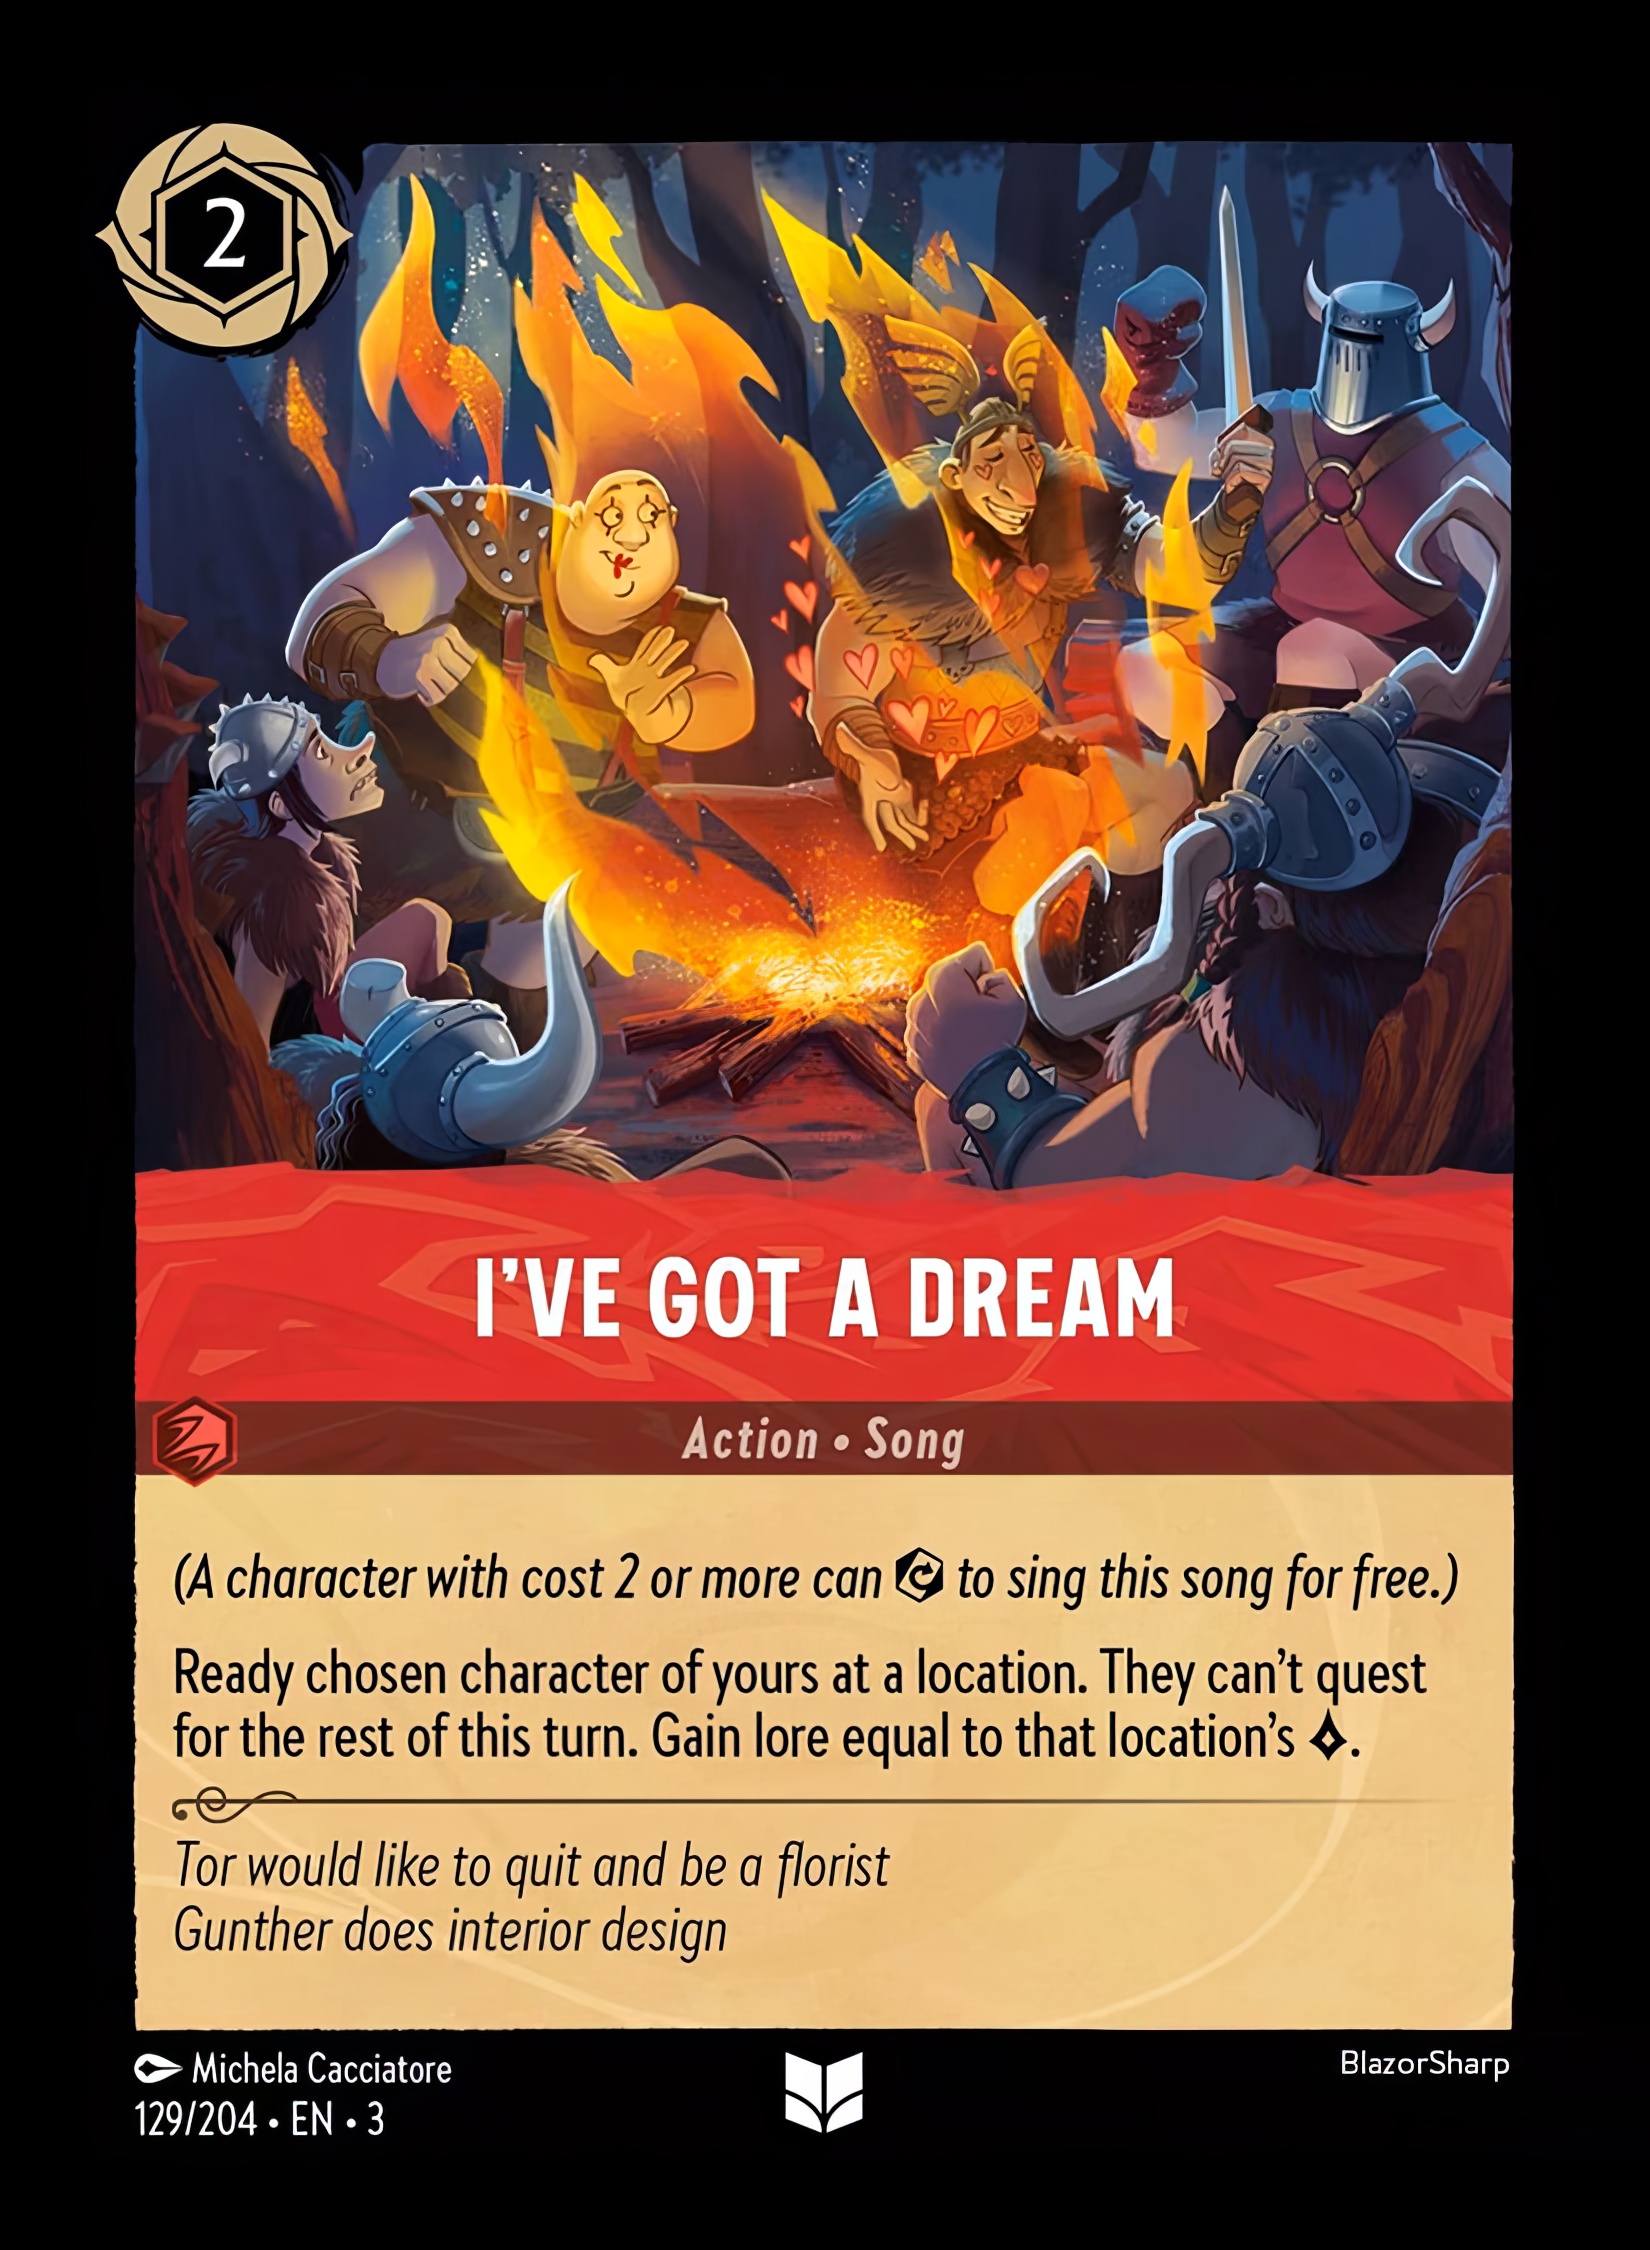 2
I'VE GOT A DREAM
Action • Song
(A character with cost 2 or more can to sing this song for free.)
Ready chosen character of yours at a location. They can't quest
for the rest of this turn. Gain lore equal to that location's .
Tor would like to quit and be a florist
Gunther does interior design
Michela Cacciatore
BlazorSharp
129/204 • EN • 3